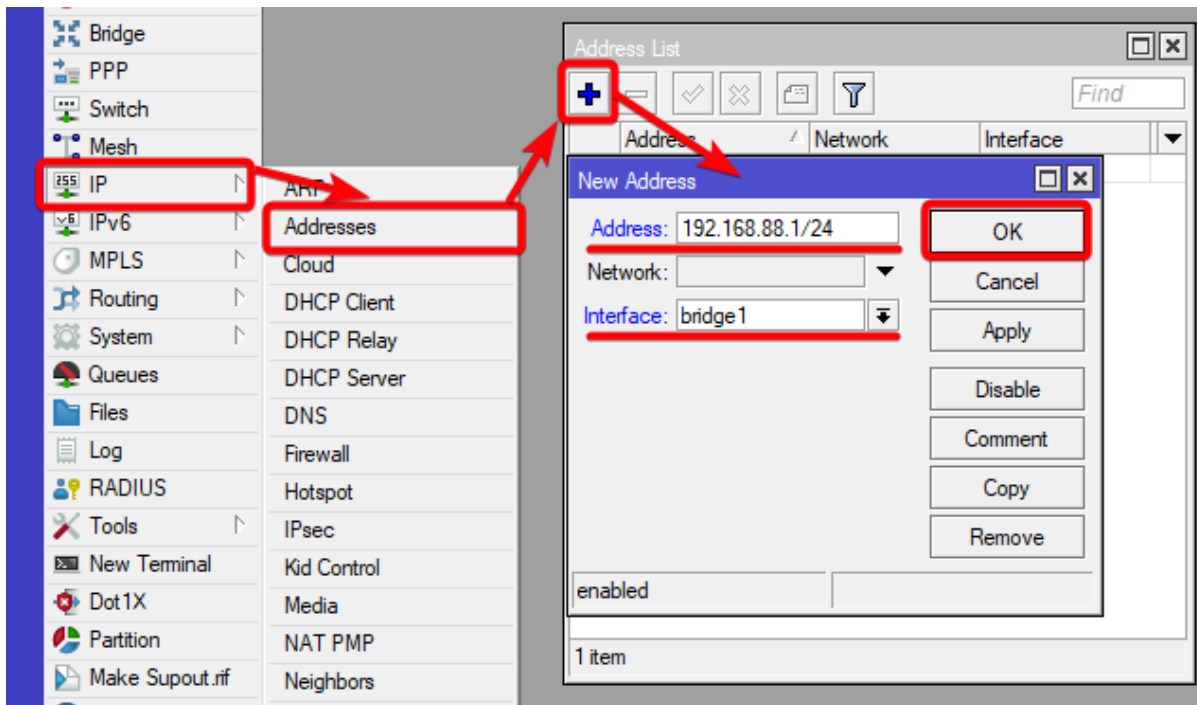 Bridge
PPP
Switch
Mesh
IP
IPv6
MPLS
Routing
System
Queues
Files
Log
RADIUS
Tools
New Terminal
Dot1X
Partition
Make Supout.rif
ARP
Addresses
Cloud
DHCP Client
DHCP Relay
DHCP Server
DNS
Firewall
Hotspot
IPsec
Kid Control
Media
NAT PMP
Neighbors
Address List
Find
Address Network Interface
New Address
Address: 192.168.88.1/24
Network:
Interface: bridge1
OK
Cancel
Apply
Disable
Comment
Copy
Remove
enabled
1 item